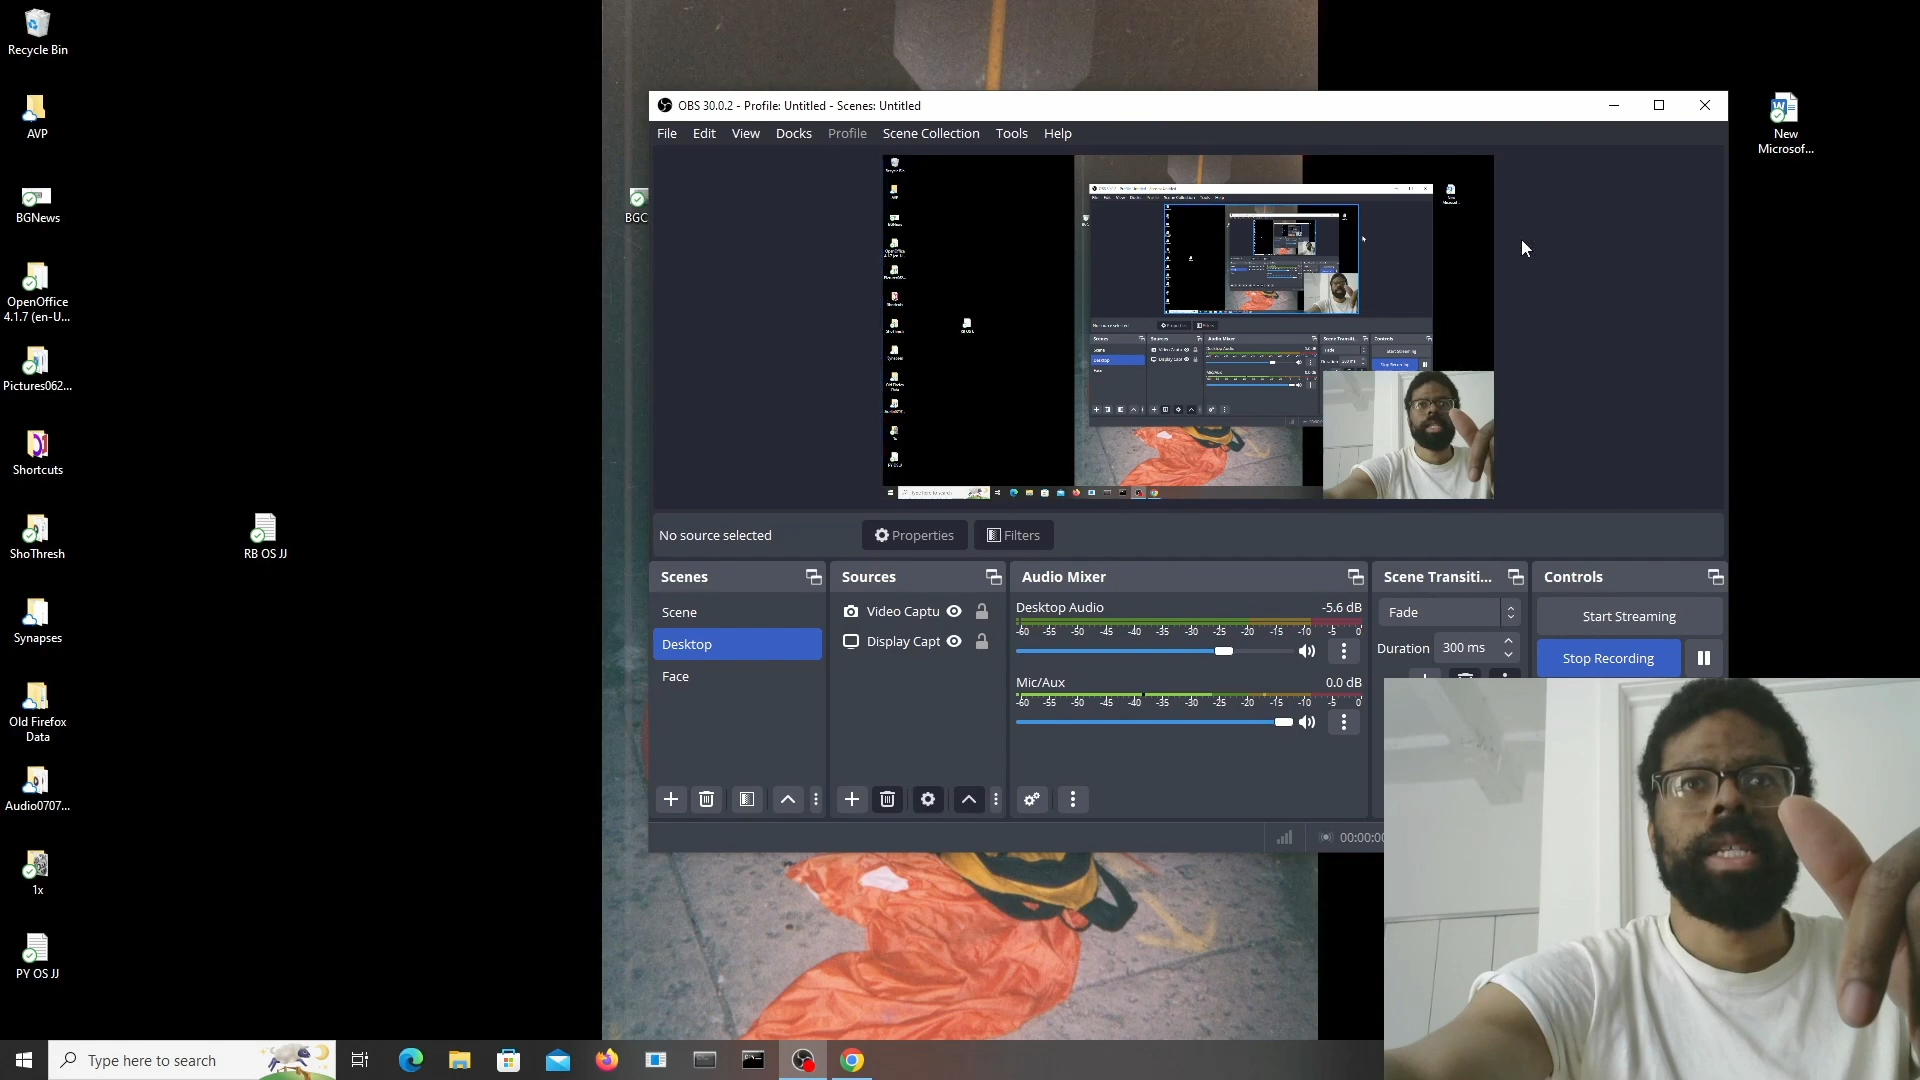 Recycle Bin
AVP
BGNews
OpenOffice
4.1.7 (en-U...
Pictures062...
Shortcuts
ShoThresh
Synapses
Old Firefox
Data
Audio0707...
1x
PY OS JJ
RB OS JJ
BGC
New
Microsof...
OBS 30.0.2 - Profile: Untitled - Scenes: Untitled
File Edit View Docks Profile Scene Collection Tools Help
No source selected
Properties
Filters
Scenes
Scene
Desktop
Face
Sources
Video Captu
Display Capt
Audio Mixer
Desktop Audio -5.6 dB
-60 -55 -50 -45 -40 -35 -30 -25 -20 -15 -10 -5 0
Mic/Aux 0.0 dB
-60 -55 -50 -45 -40 -35 -30 -25 -20 -15 -10 -5 0
Scene Transiti...
Fade
Duration 300 ms
Controls
Start Streaming
Stop Recording
Type here to search